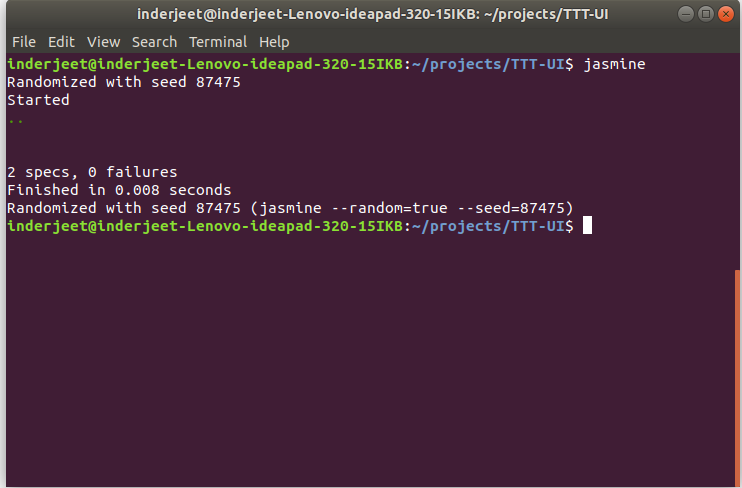 inderjeet@inderjeet-Lenovo-ideapad-320-15IKB: ~/projects/TTT-UI
File Edit View Search Terminal Help
inderjeet@inderjeet-Lenovo-ideapad-320-15IKB:~/projects/TTT-UI$ jasmine
Randomized with seed 87475
Started
..
2 specs, 0 failures
Finished in 0.008 seconds
Randomized with seed 87475 (jasmine --random=true --seed=87475)
inderjeet@inderjeet-Lenovo-ideapad-320-15IKB:~/projects/TTT-UI$